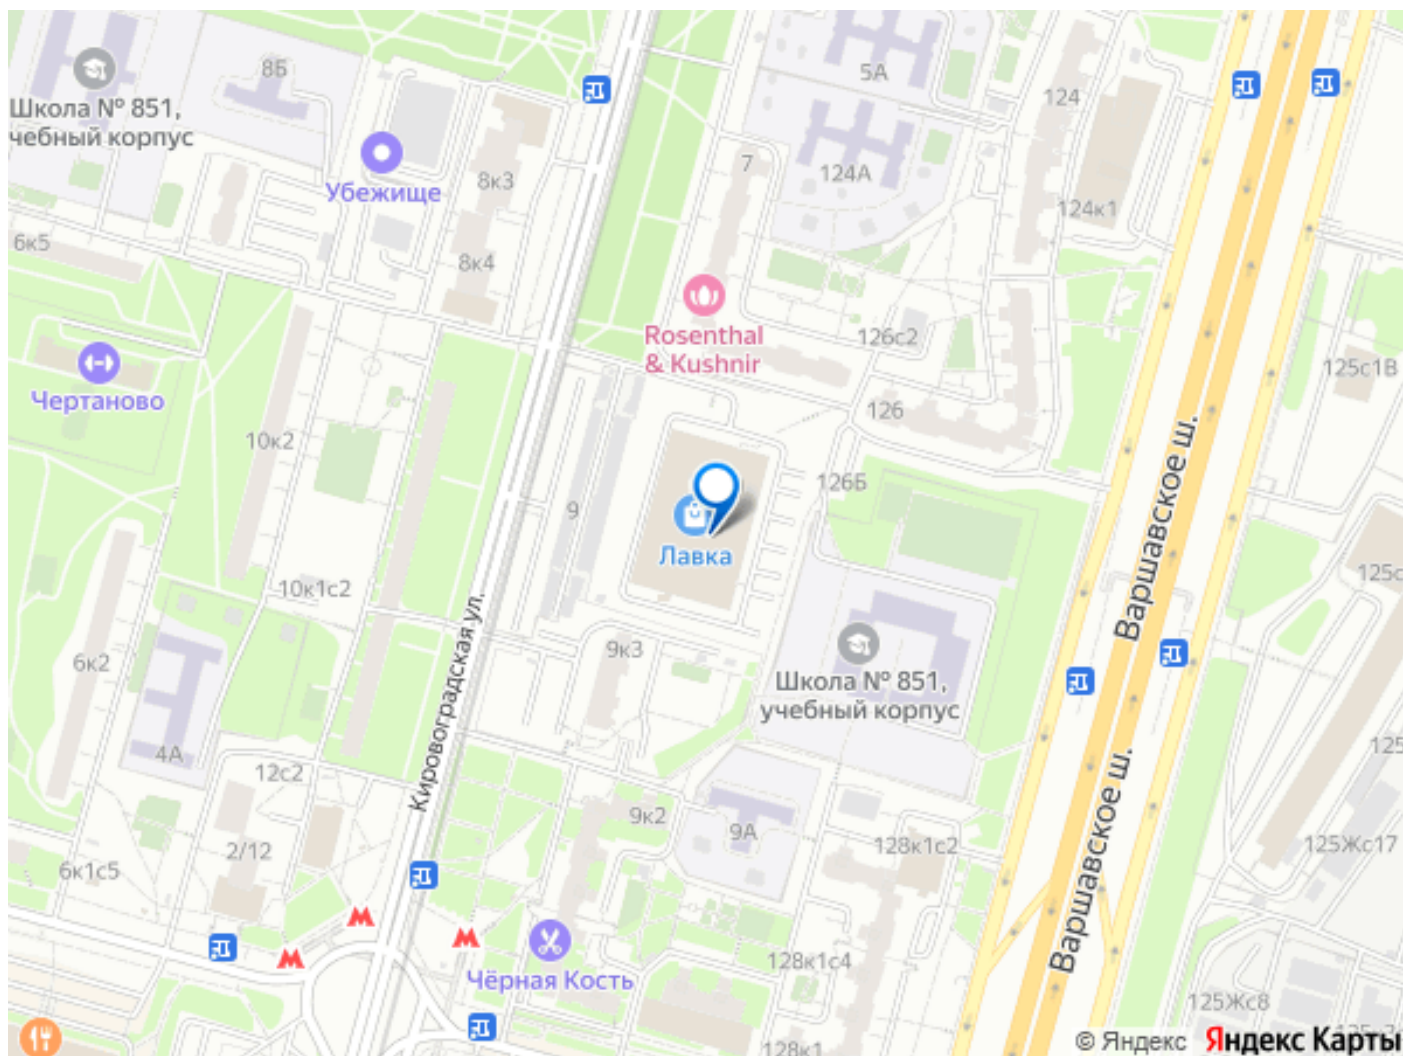 8Б
5А
124
Школа № 851,
чебный корпус
Убежище
8к3
7
124А
124к1
6к5
8к4
Rosenthal
& Kushnir
126с2
125с1В
Чертаново
126
10к2
126Б
9
Лавка
Варшавское ш.
10к1с2
125с
Кировоградская ул.
6к2
9к3
Школа № 851,
учебный корпус
4А
12с2
125
9к2
9А
Варшавское ш.
2/12
128к1с2
125Жс17
6к1с5
Чёрная Кость
128к1с4
125Жс8
128к1
© Яндекс Яндекс Карты